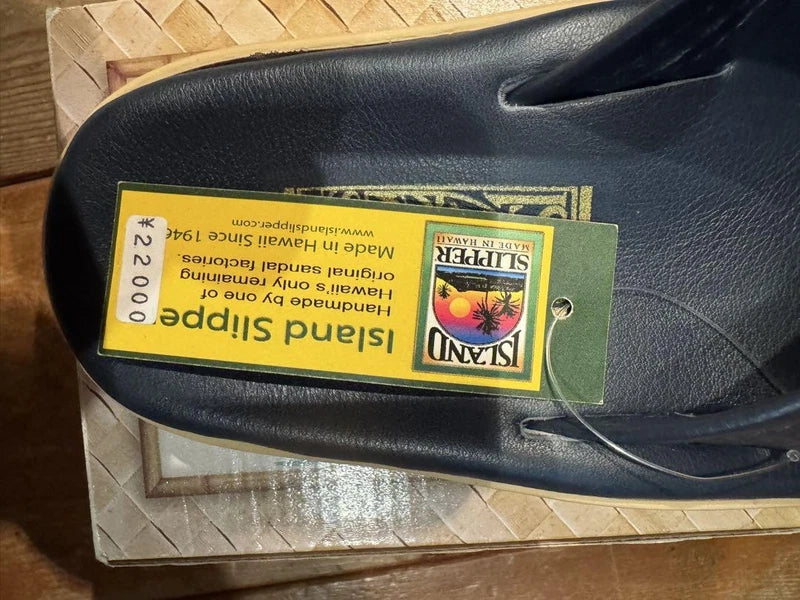 Island Slippe
Handmade by one of
Hawaii's only remaining
original sandal factories.
Made in Hawaii Since 1946
www.islandslipper.com
¥22000
ISLAND
SLIPPER
MADE IN HAWAII